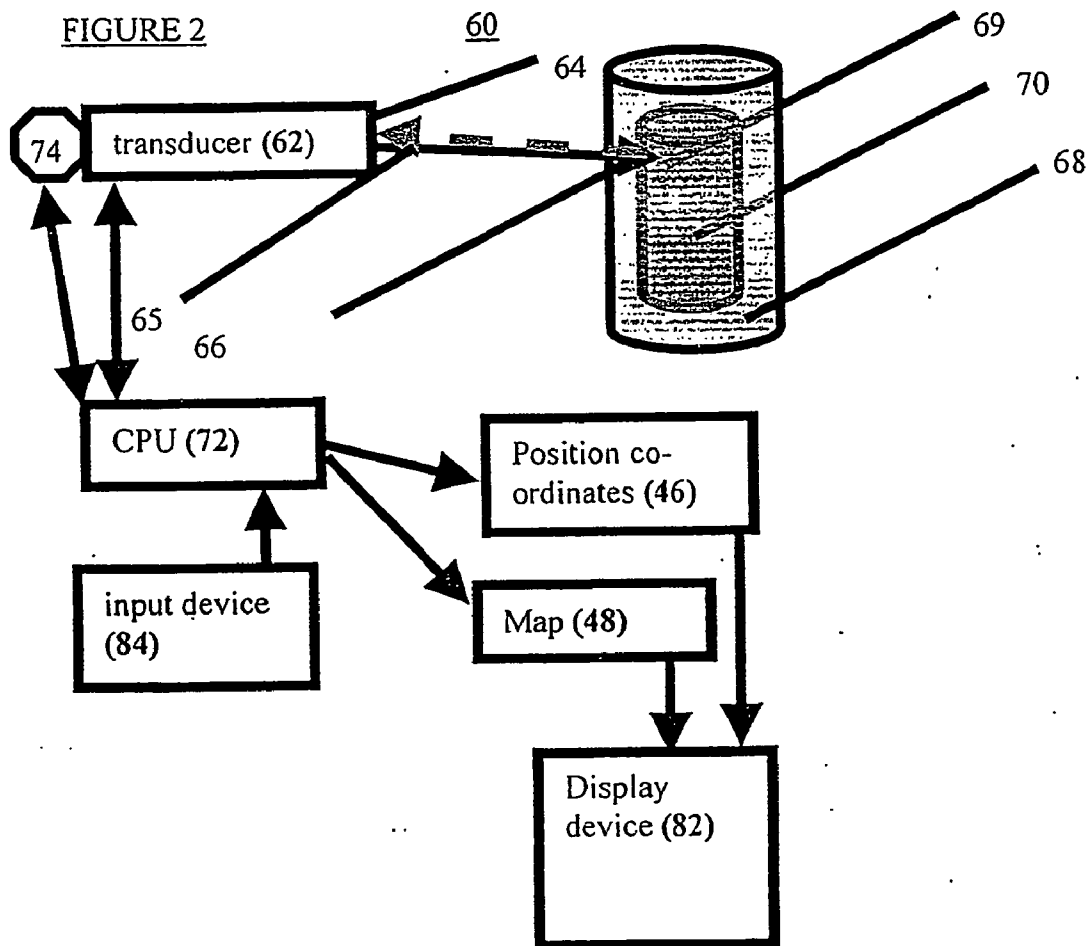 FIGURE 2
60
69
64
70
74
transducer (62)
68
65
66
CPU (72)
Position co-
ordinates (46)
input device
(84)
Map (48)
Display
device (82)